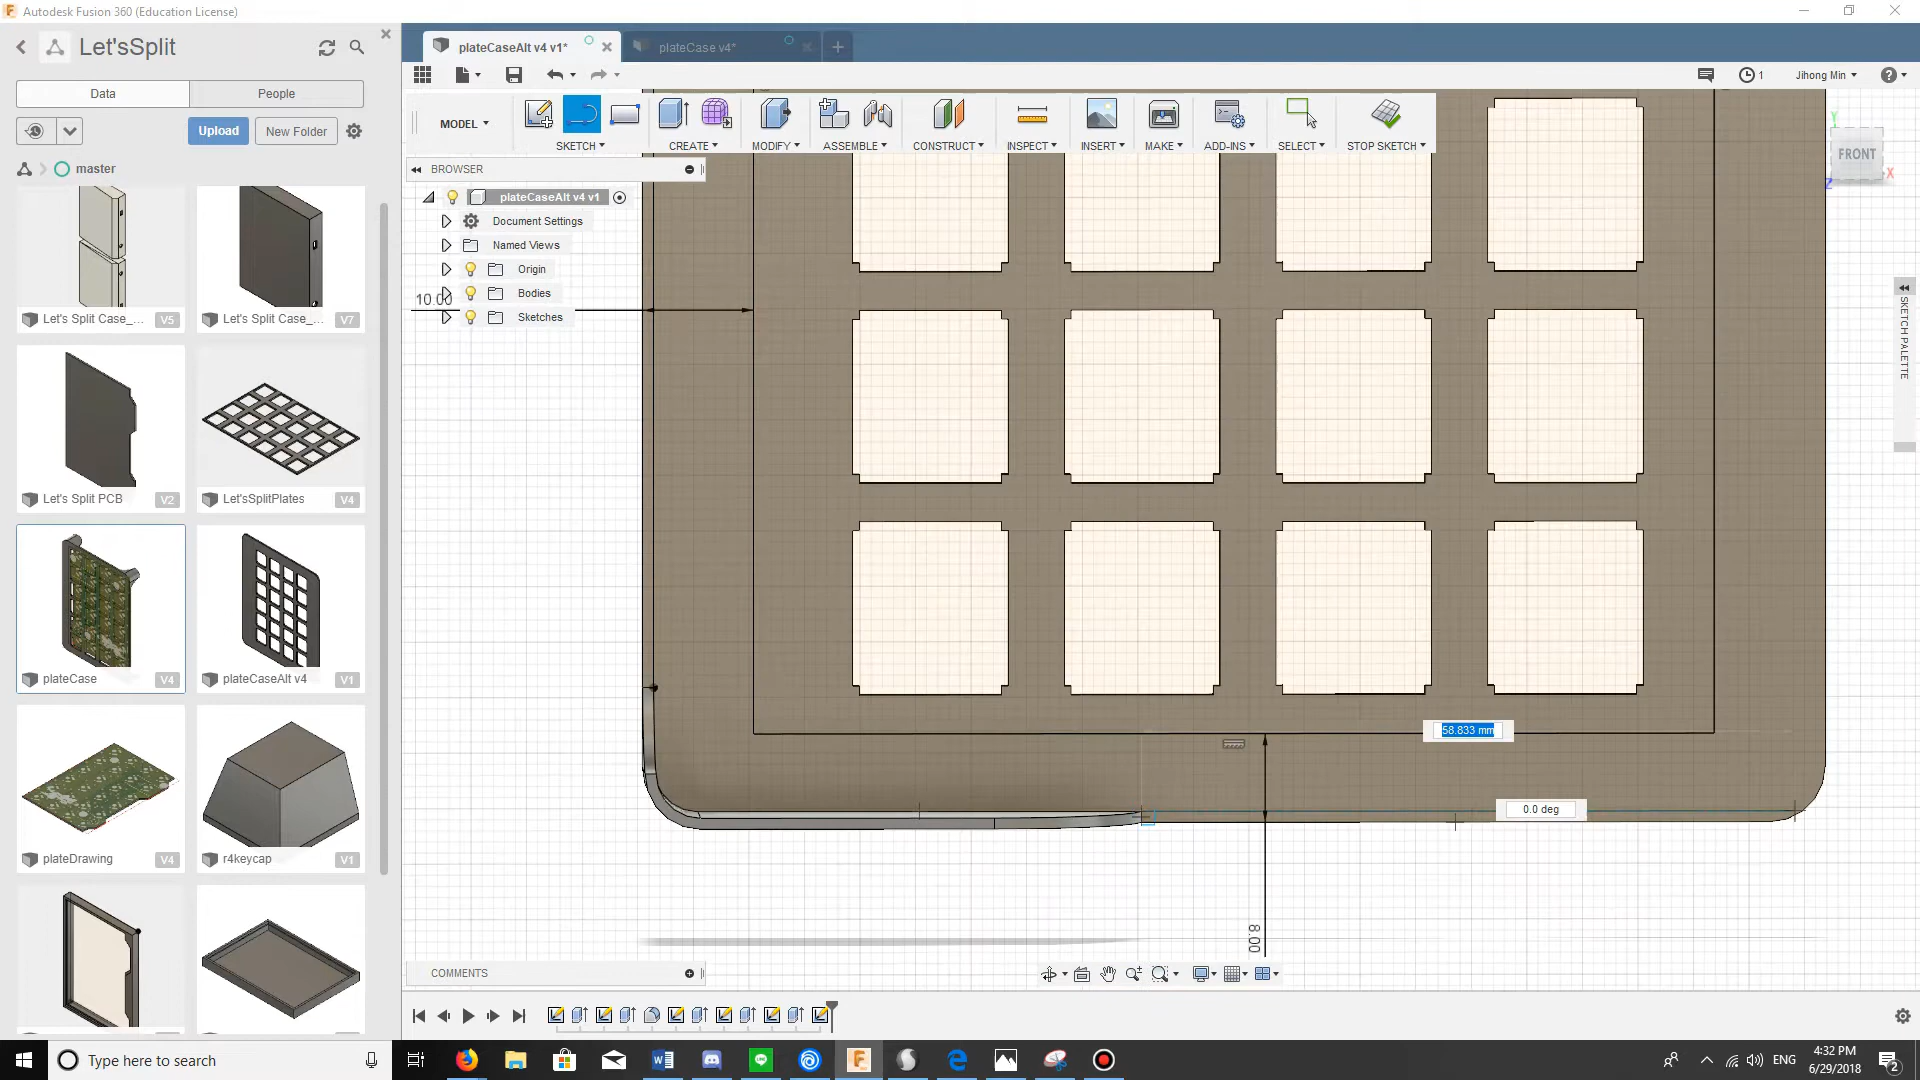 Autodesk Fusion 360 (Education License)
Let'sSplit
Data
People
Upload
New Folder
master
Let's Split Case_...
V5
Let's Split Case_...
V7
Let's Split PCB
V2
Let'sSplitPlates
V4
plateCase
V4
plateCaseAlt v4
V1
plateDrawing
V4
r4keycap
V1
plateCaseAlt v4 v1*
plateCase v4*
1
Jihong Min
MODEL
SKETCH
CREATE
MODIFY
ASSEMBLE
CONSTRUCT
INSPECT
INSERT
MAKE
ADD-INS
SELECT
STOP SKETCH
BROWSER
plateCaseAlt v4 v1
Document Settings
Named Views
Origin
Bodies
Sketches
10.00
Y
FRONT
X
Z
SKETCH PALETTE
58.833 mm
0.0 deg
8.00
COMMENTS
Type here to search
ENG
4:32 PM
6/29/2018
2